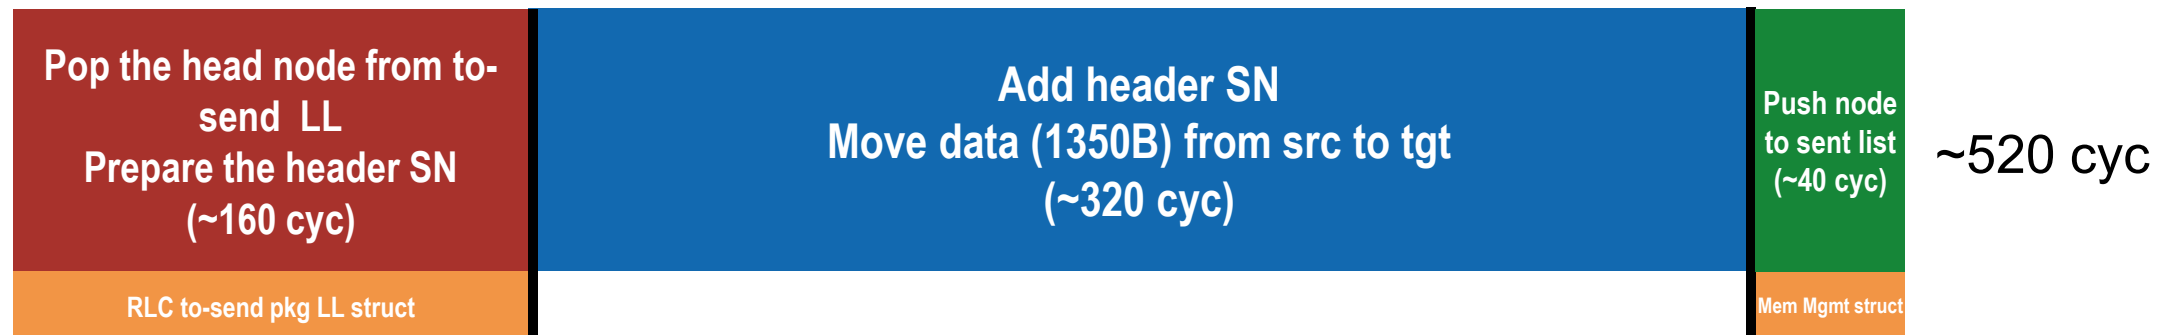 Pop the head node from to-
send LL
Prepare the header SN
(~160 cyc)
Add header SN
Move data (1350B) from src to tgt
(~320 cyc)
Push node
to sent list
(~40 cyc)
~520 cyc
RLC to-send pkg LL struct
Mem Mgmt struct